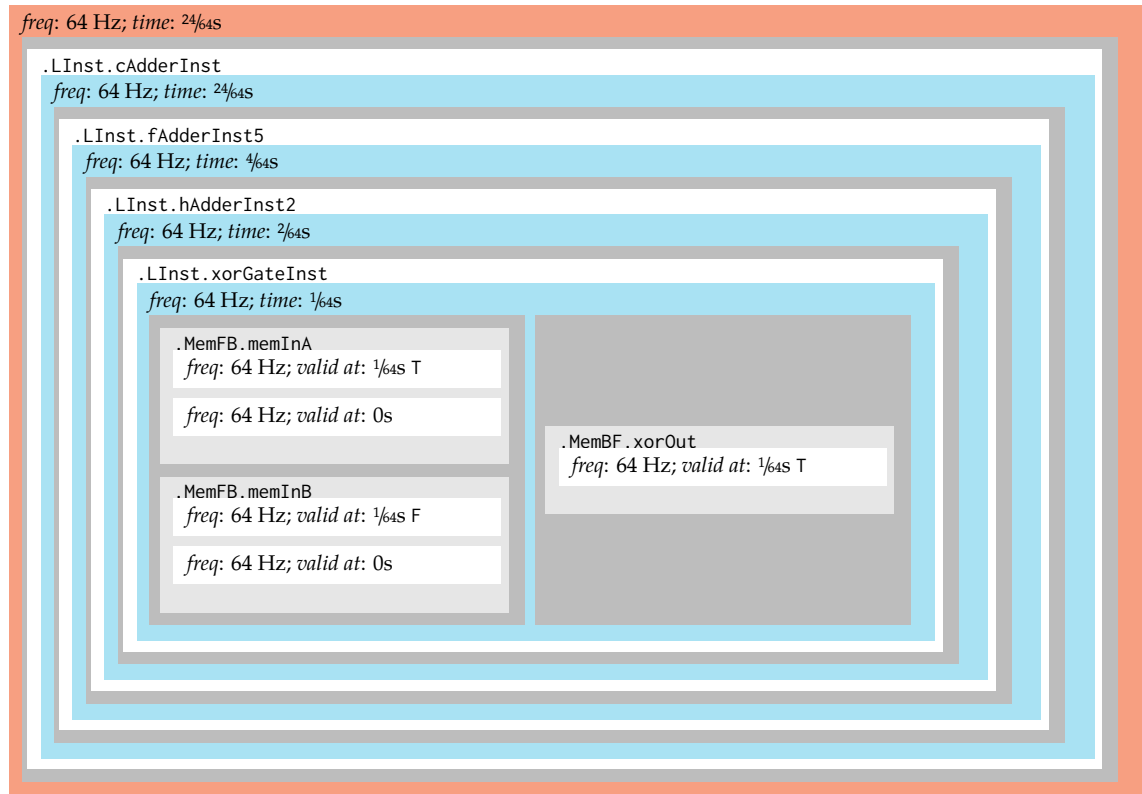 freq: 64 Hz; time: 24/64s
.LInst.cAdderInst
freq: 64 Hz; time: 24/64s
.LInst.fAdderInst5
freq: 64 Hz; time: 4/64s
.LInst.hAdderInst2
freq: 64 Hz; time: 2/64s
.LInst.xorGateInst
freq: 64 Hz; time: 1/64s
.MemFB.memInA
freq: 64 Hz; valid at: 1/64s T
freq: 64 Hz; valid at: 0s
.MemFB.memInB
freq: 64 Hz; valid at: 1/64s F
freq: 64 Hz; valid at: 0s
.MemBF.xorOut
freq: 64 Hz; valid at: 1/64s T